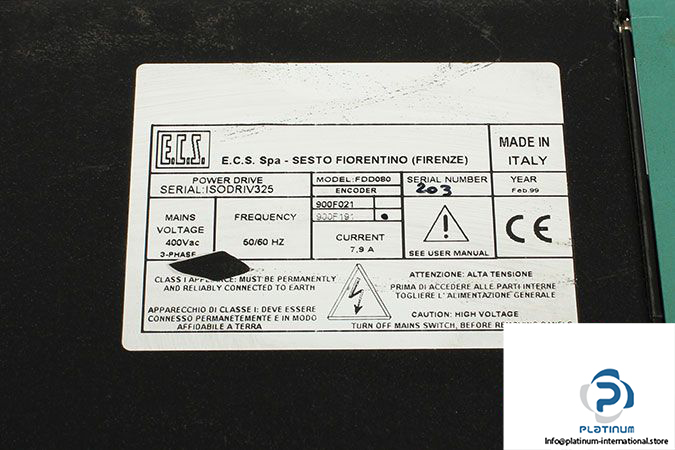 E.C.S.
E.C.S. Spa - SESTO FIORENTINO (FIRENZE)
MADE IN
ITALY
POWER DRIVE
SERIAL:ISODRIV325
MODEL:FDD080
ENCODER
900F021
900F191
SERIAL NUMBER
203
YEAR
Feb.99
MAINS
VOLTAGE
400Vac
3-PHASE
FREQUENCY
50/60 HZ
CURRENT
7,9 A
SEE USER MANUAL
CE
CLASS I MUST BE PERMANENTLY
AND RELIABLY CONNECTED TO EARTH
APPARECCHIO DI CLASSE I: DEVE ESSERE
CONNESSO PERMANETEMENTE E IN MODO
AFFIDABILE A TERRA
ATTENZIONE: ALTA TENSIONE
PRIMA DI ACCEDERE ALLE PARTI INTERNE
TOGLIERE L'ALIMENTAZIONE GENERALE
CAUTION: HIGH VOLTAGE
TURN OFF MAINS SWITCH, BEFORE
PLATINUM
Info@platinum-international.store